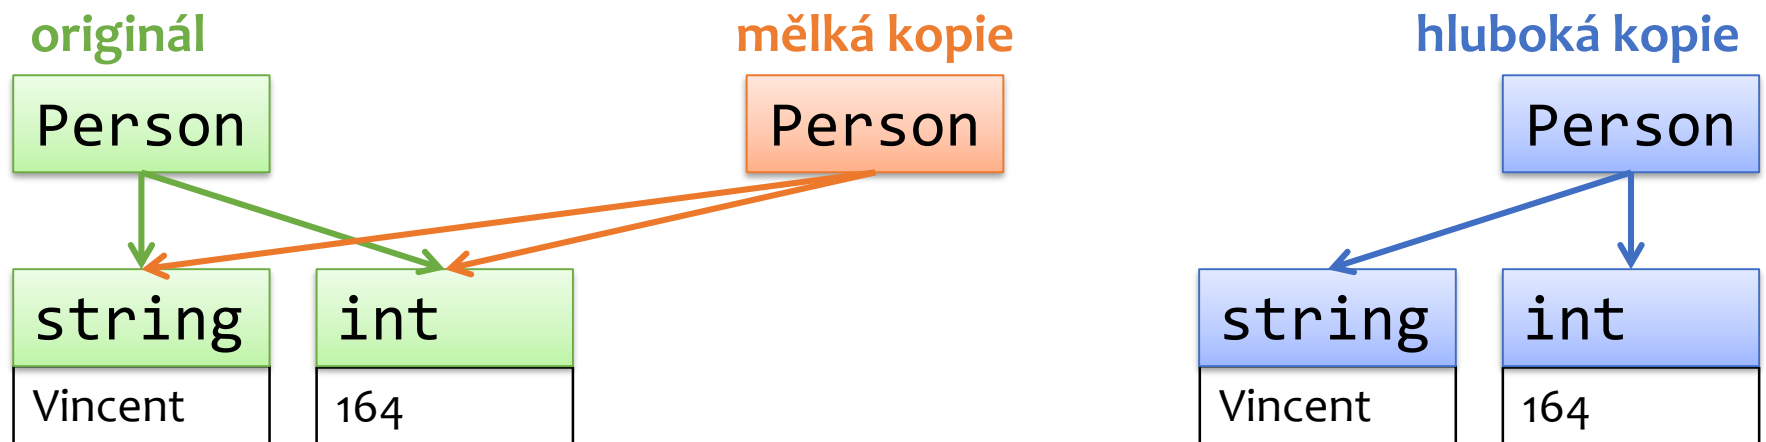 originál
mělká kopie
hluboká kopie
Person
Person
Person
string
int
string
int
Vincent
164
Vincent
164